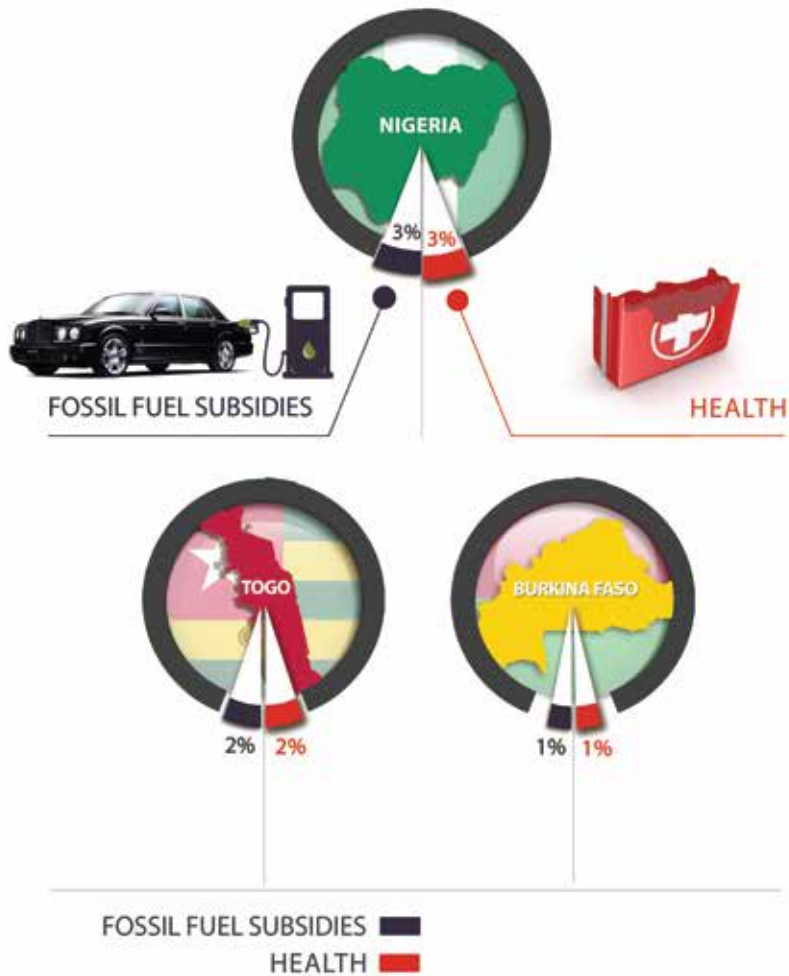 NIGERIA
3% 3%
FOSSIL FUEL SUBSIDIES
HEALTH
TOGO
2% 2%
BURKINA FASO
1% 1%
FOSSIL FUEL SUBSIDIES
HEALTH